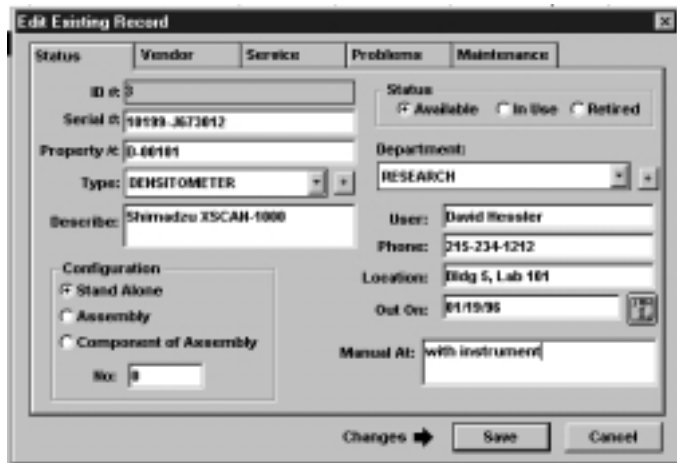 Edit Existing Record
Status Vendor Service Problems Maintenance
ID #: 3
Serial #: 10199-J673012
Property #: D-00101
Type: DENSITOMETER
Describe: Shimadzu XSCAN-1000
Configuration
Stand Alone
Assembly
Component of Assembly
No: 0
Status
Available In Use Retired
Department:
RESEARCH
User: David Hessler
Phone: 215-234-1212
Location: Bldg 5, Lab 101
Out On: 01/19/96
Manual At: with instrument
Changes Save Cancel